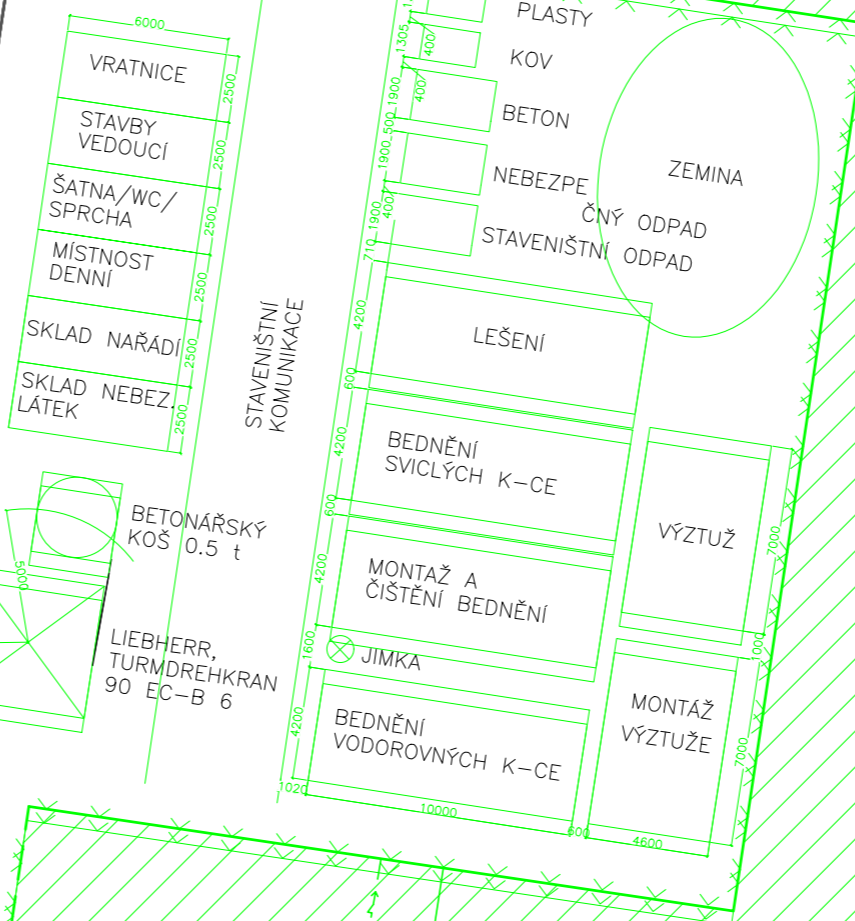 6000
VRATNICE
2500
STAVBY
VEDOUCÍ
2500
ŠATNA/WC/
SPRCHA
2500
MÍSTNOST
DENNÍ
2500
SKLAD NAŘÁDÍ
2500
SKLAD NEBEZ.
LÁTEK
2500
STAVENIŠTNÍ
KOMUNIKACE
BETONÁŘSKÝ
KOŠ 0.5 t
5000
LIEBHERR,
TURMDREHKRAN
90 EC-B 6
PLASTY
1305
400
KOV
400
1900
BETON
500
1900
NEBEZPE
ČNÝ ODPAD
400
1900
STAVENIŠTNÍ ODPAD
710
ZEMINA
4200
LEŠENÍ
600
4200
BEDNĚNÍ
SVICLÝCH K-CE
600
4200
MONTAŽ A
ČIŠTĚNÍ BEDNĚNÍ
1600
JIMKA
4200
BEDNĚNÍ
VODOROVNÝCH K-CE
1020
10000
600
4600
VÝZTUŽ
7000
1000
MONTÁŽ
VÝZTUŽE
7000